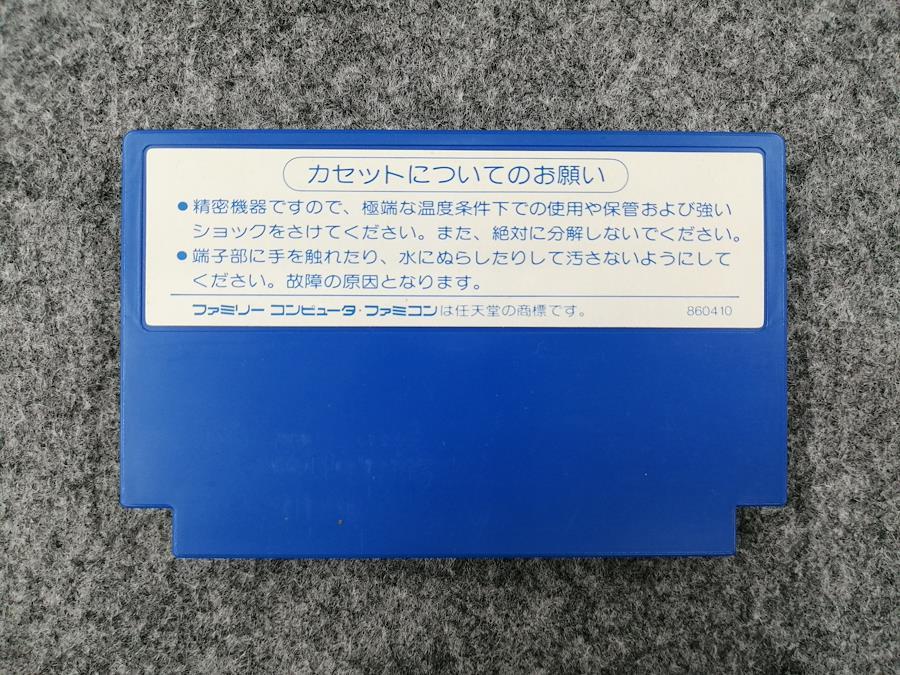 カセットについてのお願い
●精密機器ですので、極端な温度条件下での使用や保管および強い
ショックをさけてください。また、絶対に分解しないでください。
●端子部に手を触れたり、水にぬらしたりして汚さないようにして
ください。故障の原因となります。
ファミリー コンピュータ・ファミコンは任天堂の商標です。 860410